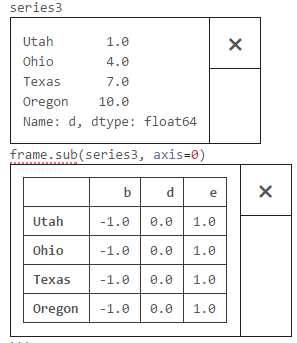 series3
Utah 1.0
Ohio 4.0
Texas 7.0
Oregon 10.0
Name: d, dtype: float64
frame.sub(series3, axis=0)
b d e
Utah -1.0 0.0 1.0
Ohio -1.0 0.0 1.0
Texas -1.0 0.0 1.0
Oregon -1.0 0.0 1.0